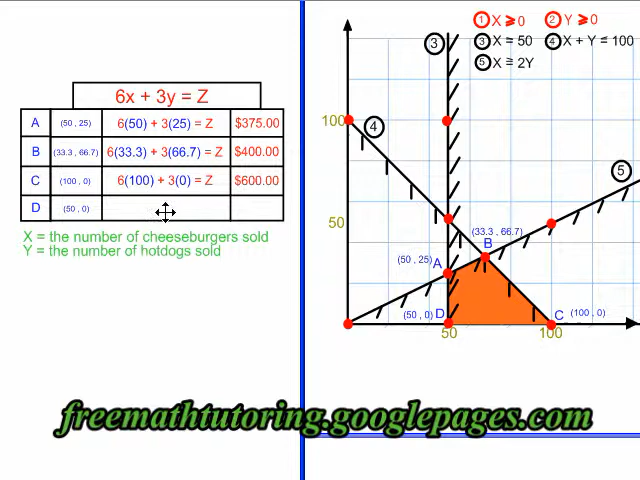 ① X ⩾ 0 ② Y ⩾ 0
③ X = 50 ④ X + Y = 100
⑤ X = 2Y
6x + 3y = Z
A (50 , 25) 6(50) + 3(25) = Z $375.00
B (33.3 , 66.7) 6(33.3) + 3(66.7) = Z $400.00
C (100 , 0) 6(100) + 3(0) = Z $600.00
D (50 , 0)
X = the number of cheeseburgers sold
Y = the number of hotdogs sold
3
100
4
5
50
(33.3 , 66.7)
B
(50 , 25) A
(50 , 0) D
C (100 , 0)
50 100
freemathtutoring.googlepages.com